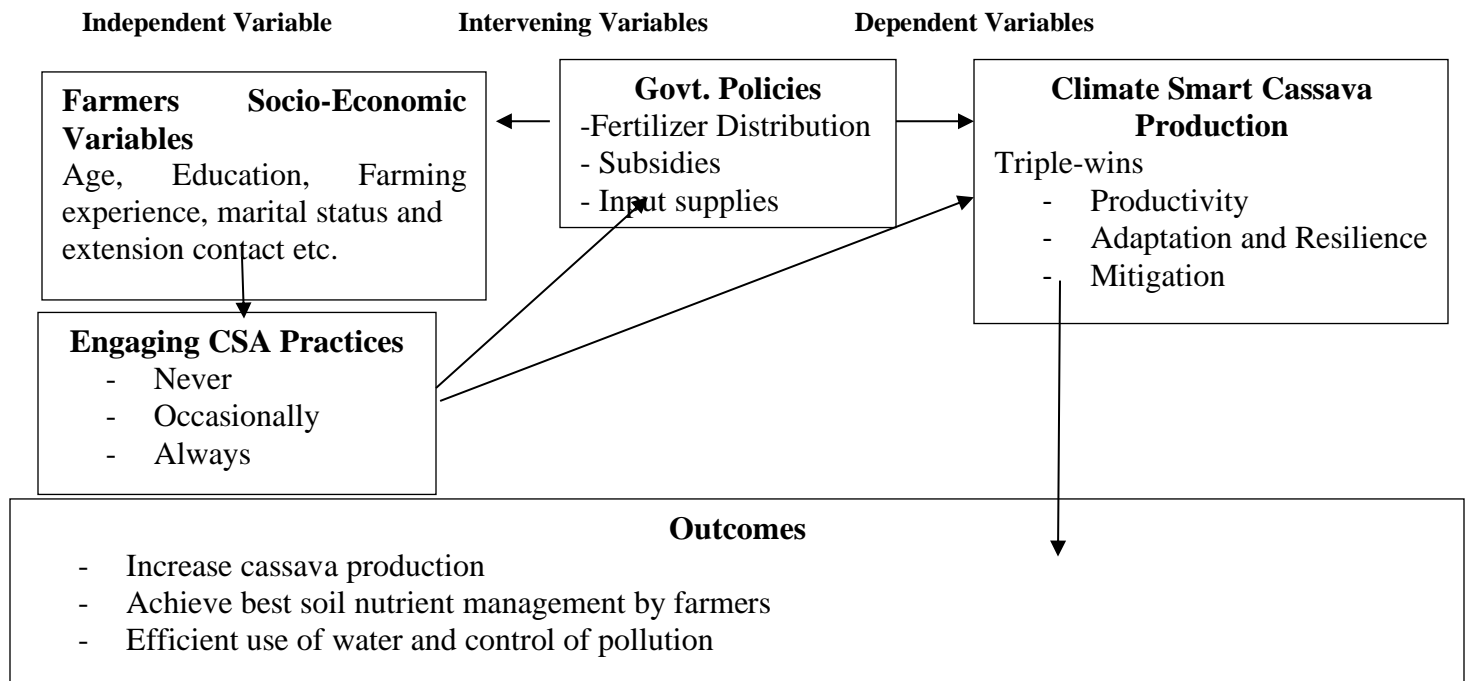 Independent Variable Intervening Variables Dependent Variables
Farmers Socio-Economic
Variables
Age, Education, Farming
experience, marital status and
extension contact etc.
Govt. Policies
-Fertilizer Distribution
- Subsidies
- Input supplies
Climate Smart Cassava
Production
Triple-wins
- Productivity
- Adaptation and Resilience
- Mitigation
Engaging CSA Practices
- Never
- Occasionally
- Always
Outcomes
- Increase cassava production
- Achieve best soil nutrient management by farmers
- Efficient use of water and control of pollution